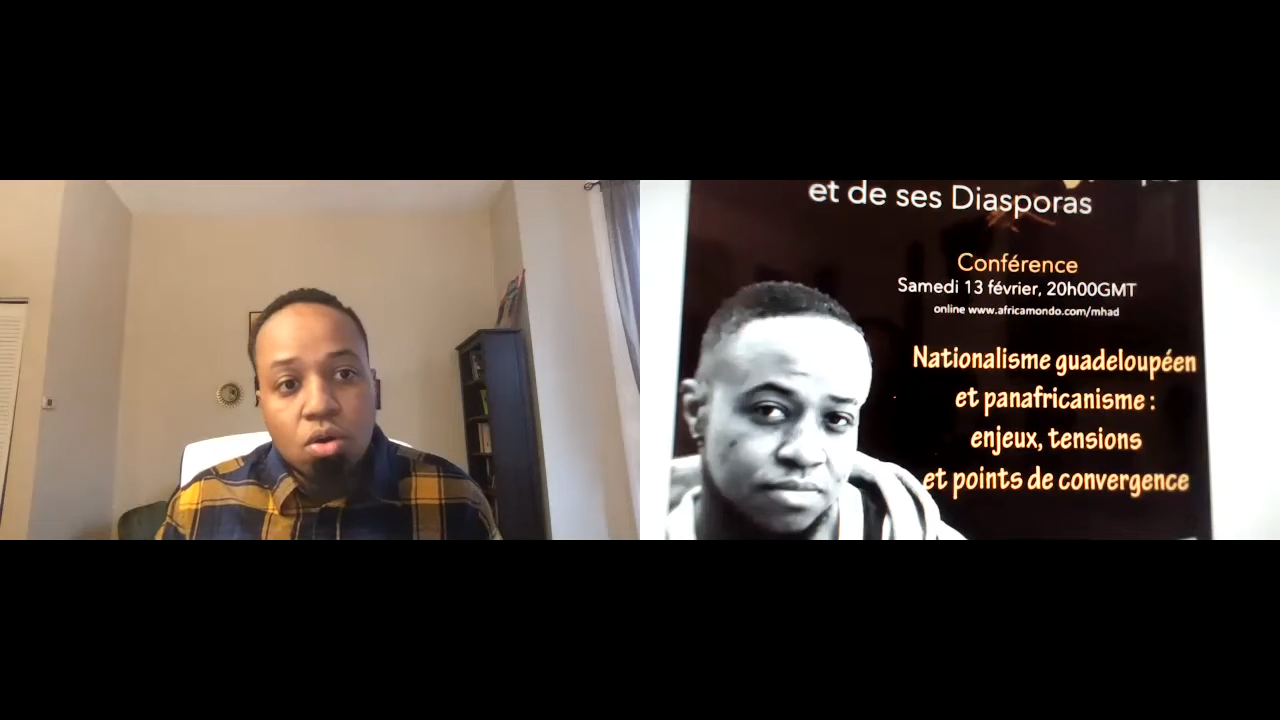 et de ses Diasporas
Conférence
Samedi 13 février, 20h00GMT
online www.africamondo.com/mhad
Nationalisme guadeloupéen
et panafricanisme :
enjeux, tensions
et points de convergence